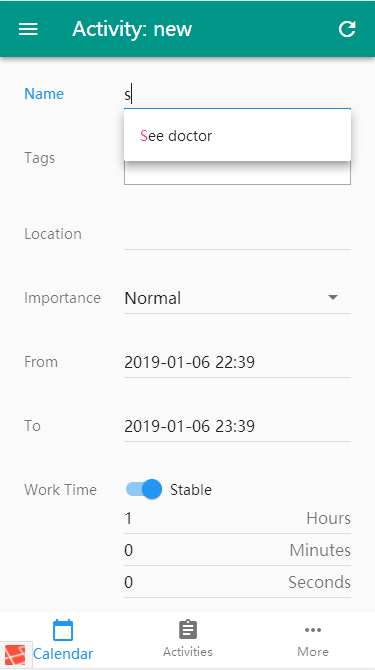 Activity: new
Name s
See doctor
Tags
Location
Importance Normal
From 2019-01-06 22:39
To 2019-01-06 23:39
Work Time Stable
1 Hours
0 Minutes
0 Seconds
Calendar Activities More